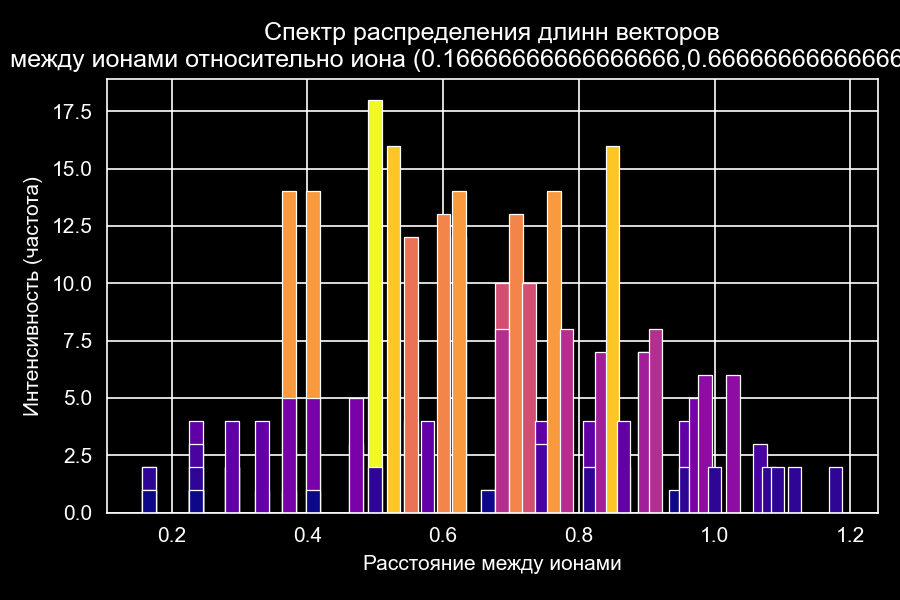 Спектр распределения длинн векторов
между ионами относительно иона (0.16666666666666666,0.66666666666666
Интенсивность (частота)
17.5
15.0
12.5
10.0
7.5
5.0
2.5
0.0
0.2 0.4 0.6 0.8 1.0 1.2
Расстояние между ионами